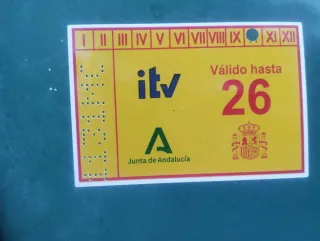 I II III IV V VI VII VIII IX XI XII
itv
Válido hasta
26
Junta de Andalucía